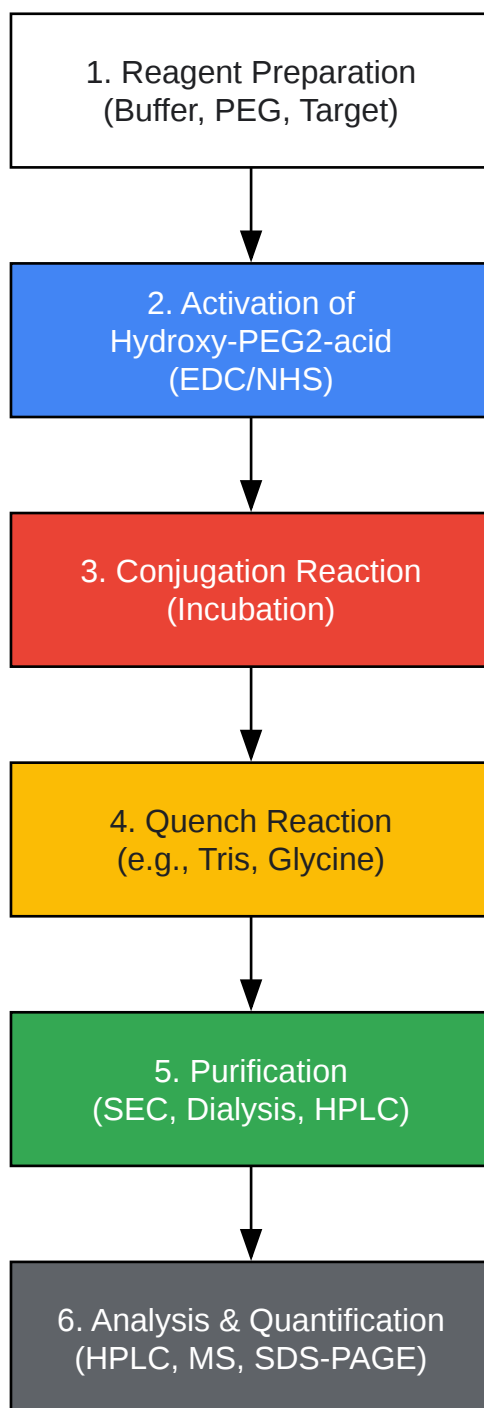 1. Reagent Preparation
(Buffer, PEG, Target)
2. Activation of
Hydroxy-PEG2-acid
(EDC/NHS)
3. Conjugation Reaction
(Incubation)
4. Quench Reaction
(e.g., Tris, Glycine)
5. Purification
(SEC, Dialysis, HPLC)
6. Analysis & Quantification
(HPLC, MS, SDS-PAGE)